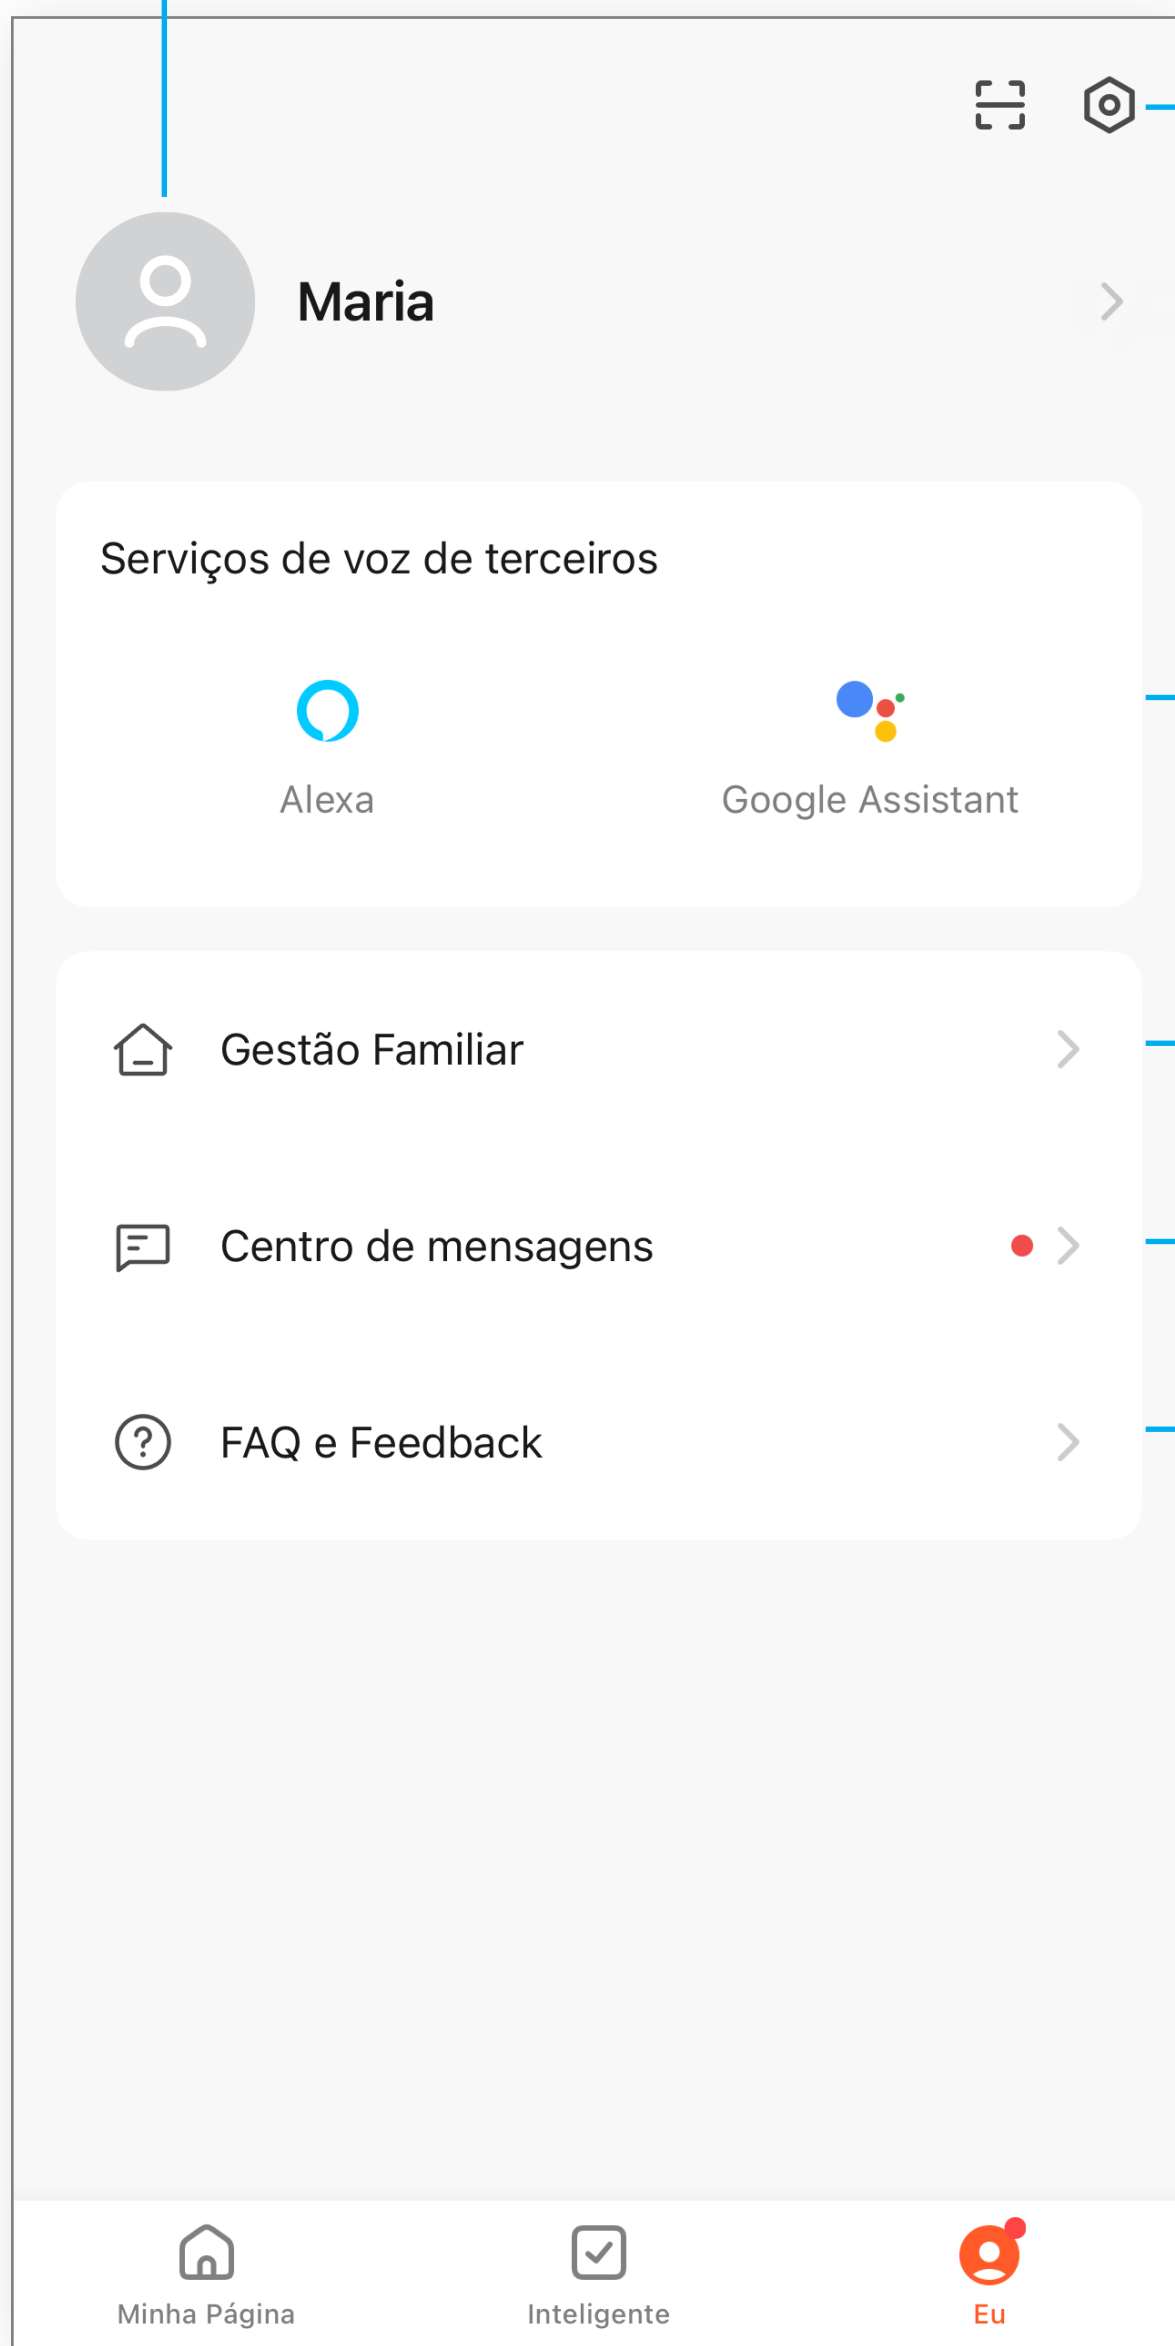 Maria
Serviços de voz de terceiros
Alexa
Google Assistant
Gestão Familiar
Centro de mensagens
FAQ e Feedback
Minha Página
Inteligente
Eu